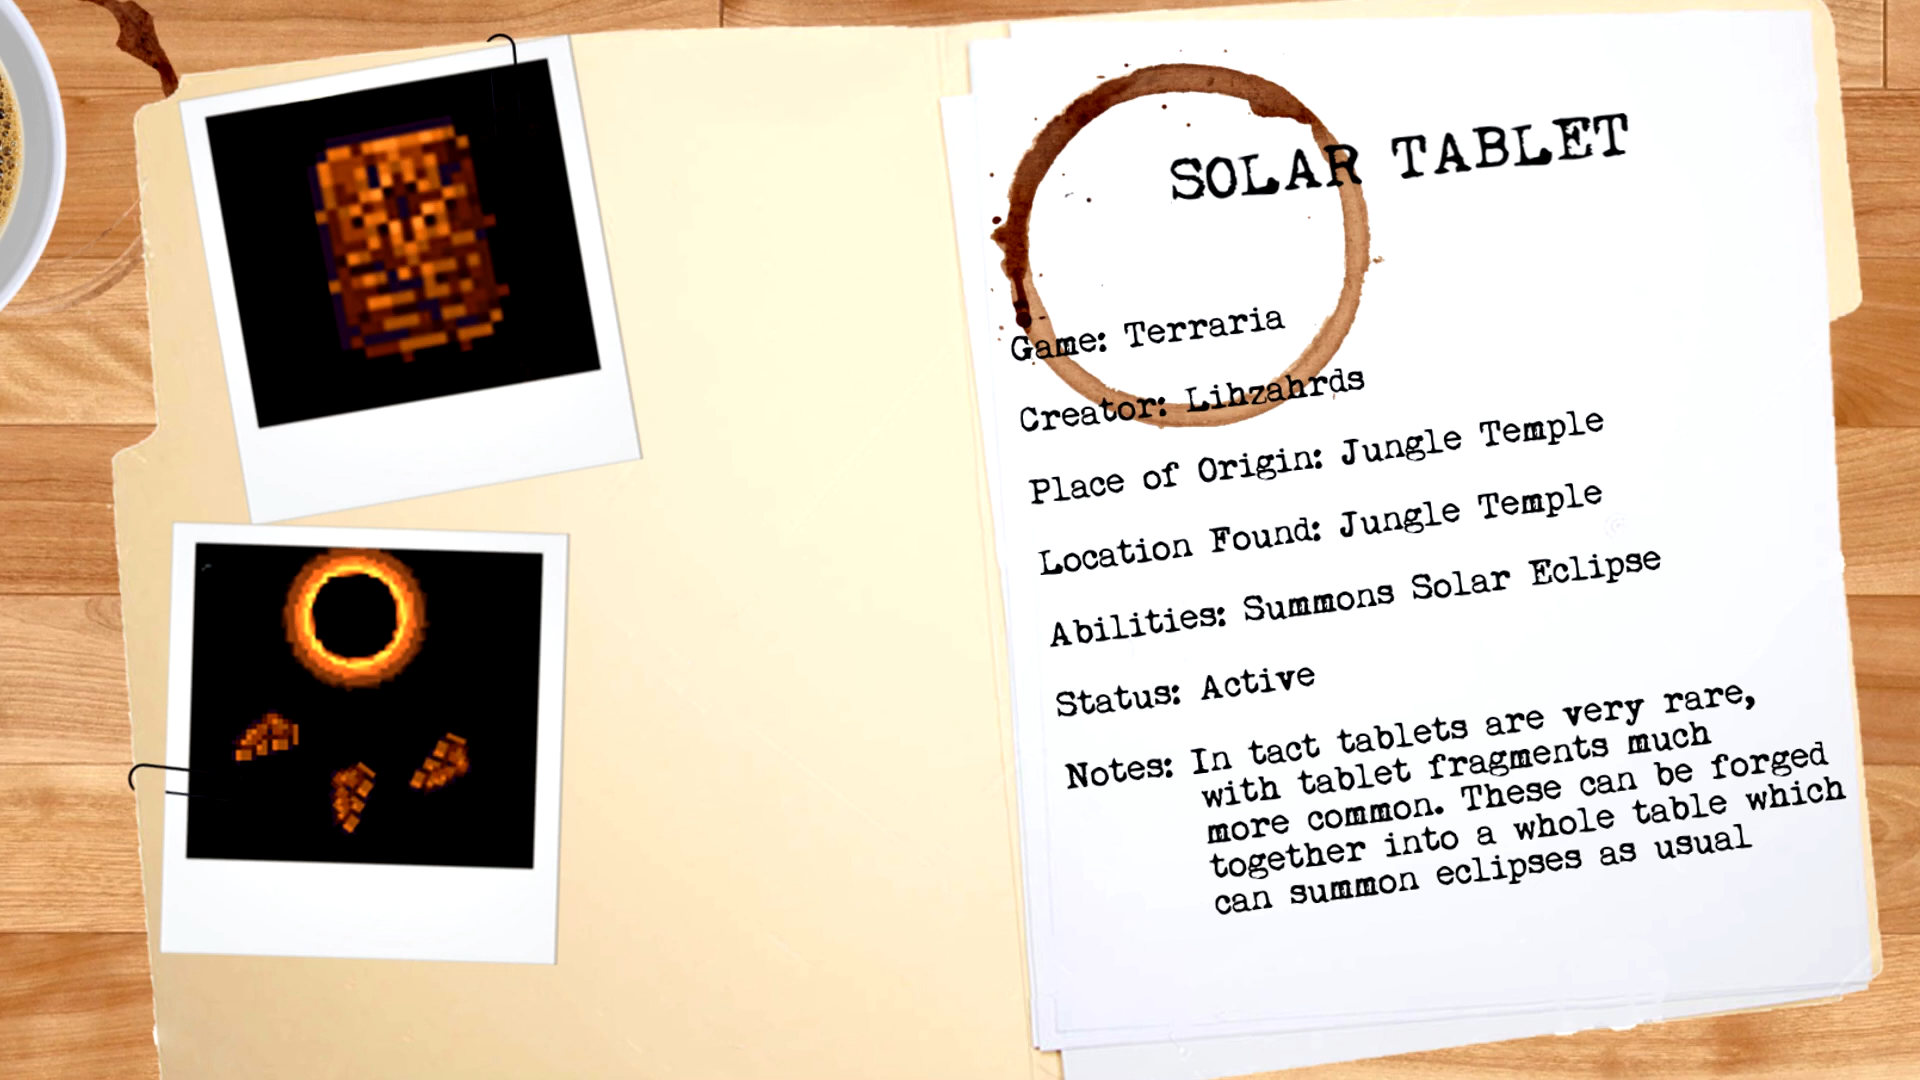 SOLAR TABLET
Game: Terraria
Creator: Lihzahrds
Place of Origin: Jungle Temple
Location Found: Jungle Temple
Abilities: Summons Solar Eclipse
Status: Active
Notes: In tact tablets are very rare,
with tablet fragments much
more common. These can be forged
together into a whole table which
can summon eclipses as usual